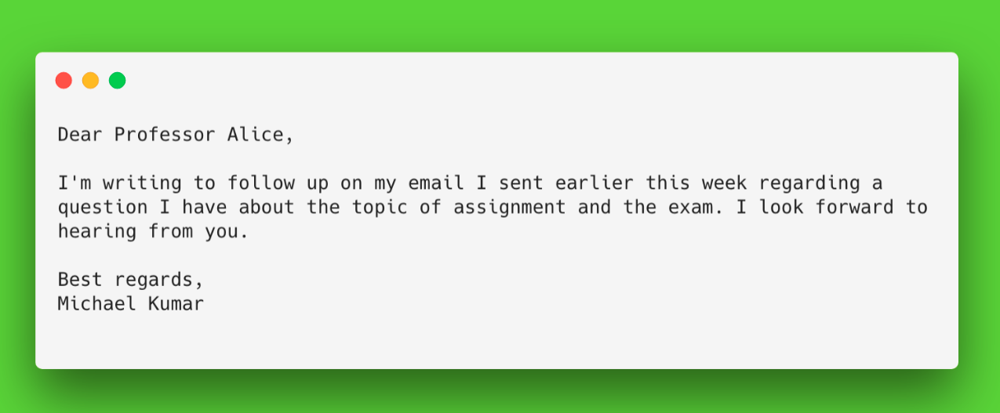 Dear Professor Alice,
I'm writing to follow up on my email I sent earlier this week regarding a
question I have about the topic of assignment and the exam. I look forward to
hearing from you.
Best regards,
Michael Kumar